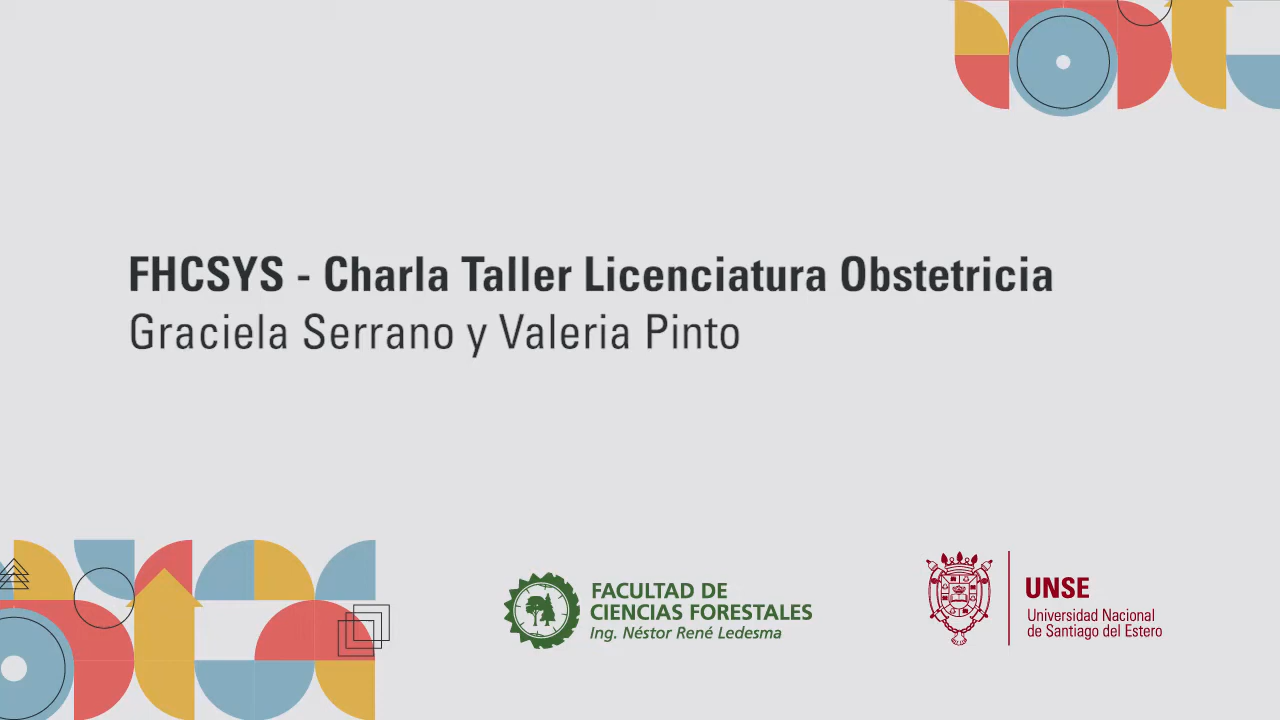 FHCSYS - Charla Taller Licenciatura Obstetricia
Graciela Serrano y Valeria Pinto
FACULTAD DE
CIENCIAS FORESTALES
Ing. Néstor René Ledesma
UNSE
Universidad Nacional
de Santiago del Estero